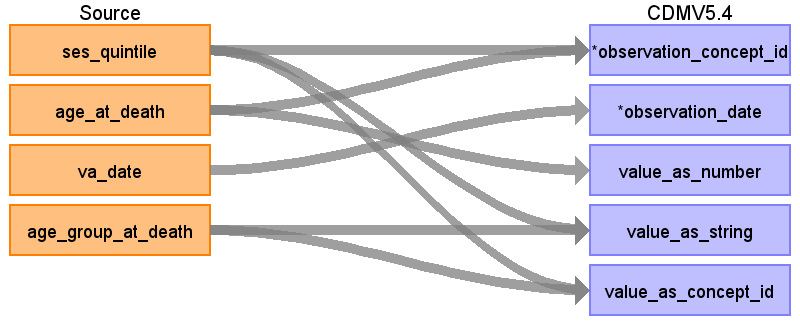 Source CDMV5.4
ses_quintile *observation_concept_id
age_at_death *observation_date
va_date value_as_number
age_group_at_death value_as_string
value_as_concept_id